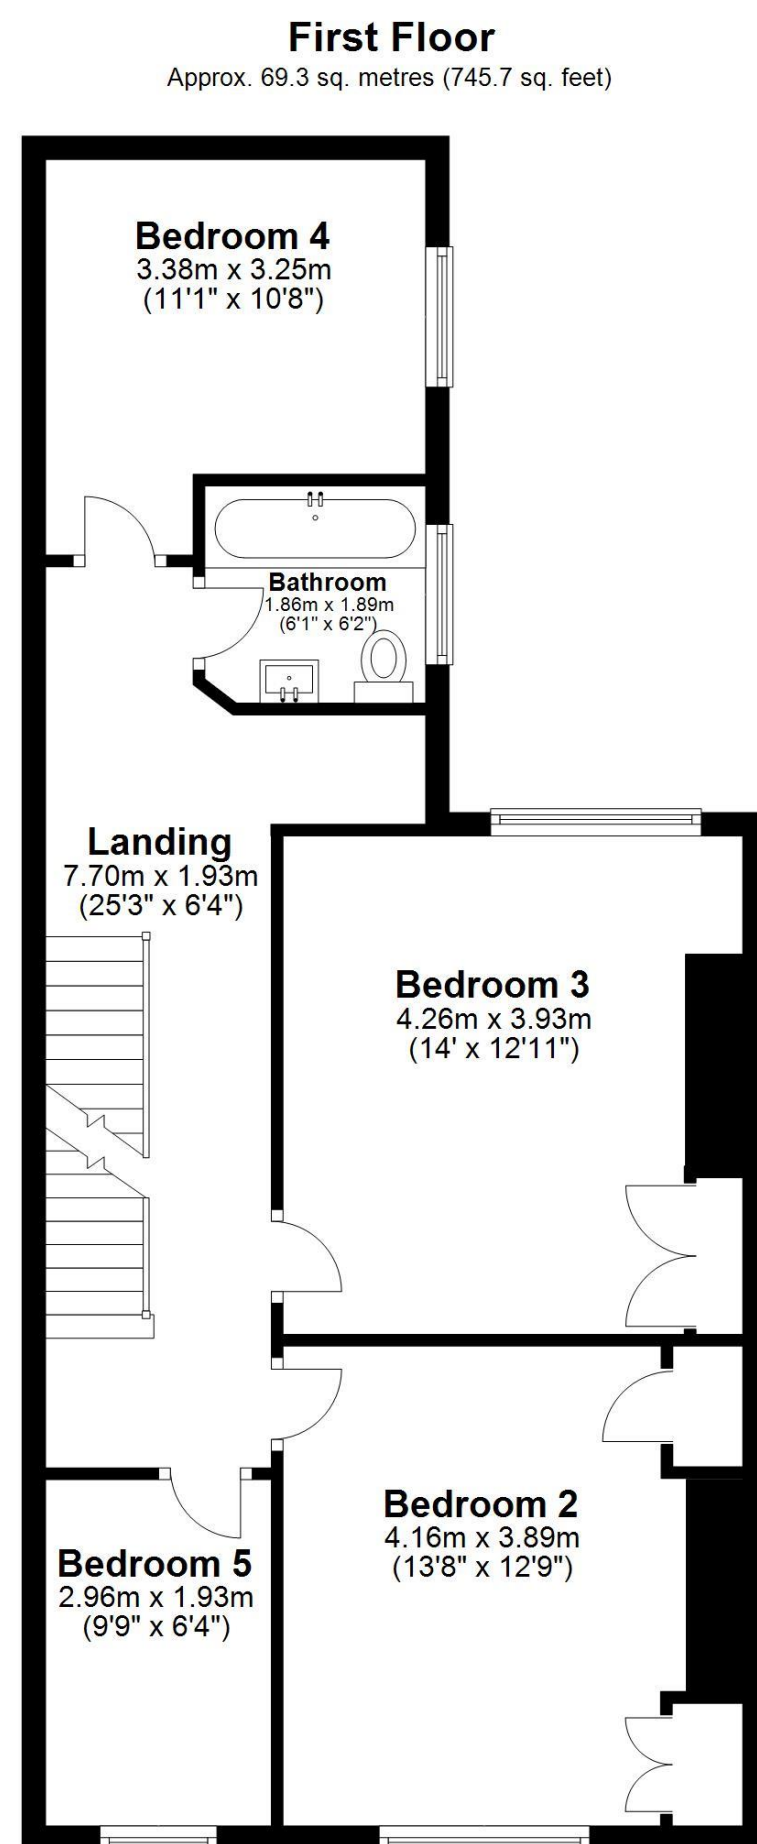 First Floor
Approx. 69.3 sq. metres (745.7 sq. feet)
Bedroom 4
3.38m x 3.25m
(11'1" x 10'8")
Bathroom
1.86m x 1.89m
(6'1" x 6'2")
Landing
7.70m x 1.93m
(25'3" x 6'4")
Bedroom 3
4.26m x 3.93m
(14' x 12'11")
Bedroom 2
4.16m x 3.89m
(13'8" x 12'9")
Bedroom 5
2.96m x 1.93m
(9'9" x 6'4")